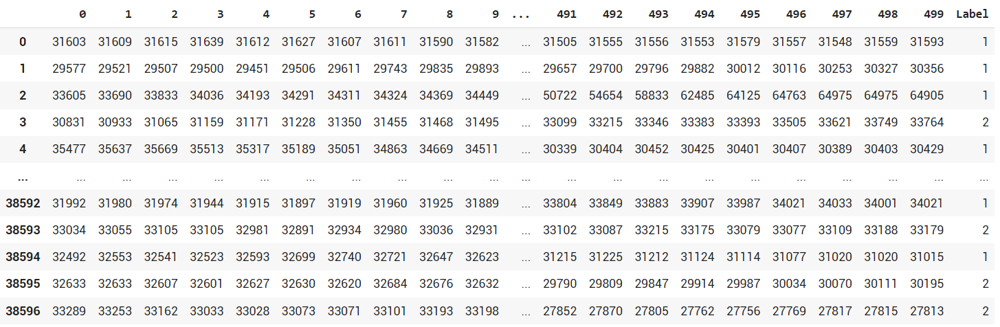 0 1 2 3 4 5 6 7 8 9 ... 491 492 493 494 495 496 497 498 499 Label
0 31603 31609 31615 31639 31612 31627 31607 31611 31590 31582 ... 31505 31555 31556 31553 31579 31557 31548 31559 31593 1
1 29577 29521 29507 29500 29451 29506 29611 29743 29835 29893 ... 29657 29700 29796 29882 30012 30116 30253 30327 30356 1
2 33605 33690 33833 34036 34193 34291 34311 34324 34369 34449 ... 50722 54654 58833 62485 64125 64763 64975 64975 64905 1
3 30831 30933 31065 31159 31171 31228 31350 31455 31468 31495 ... 33099 33215 33346 33383 33393 33505 33621 33749 33764 2
4 35477 35637 35669 35513 35317 35189 35051 34863 34669 34511 ... 30339 30404 30452 30425 30401 30407 30389 30403 30429 1
... ... ... ... ... ... ... ... ... ... ... ... ... ... ... ... ... ... ... ... ... ...
38592 31992 31980 31974 31944 31915 31897 31919 31960 31925 31889 ... 33804 33849 33883 33907 33987 34021 34033 34001 34021 1
38593 33034 33055 33105 33105 32981 32891 32934 32980 33036 32931 ... 33102 33087 33215 33175 33079 33077 33109 33188 33179 2
38594 32492 32553 32541 32523 32593 32699 32740 32721 32647 32623 ... 31215 31225 31212 31124 31114 31077 31020 31020 31015 1
38595 32633 32633 32607 32601 32627 32630 32620 32684 32676 32632 ... 29790 29809 29847 29914 29987 30034 30070 30111 30195 2
38596 33289 33253 33162 33033 33028 33073 33071 33101 33193 33198 ... 27852 27870 27805 27762 27756 27769 27817 27815 27813 2